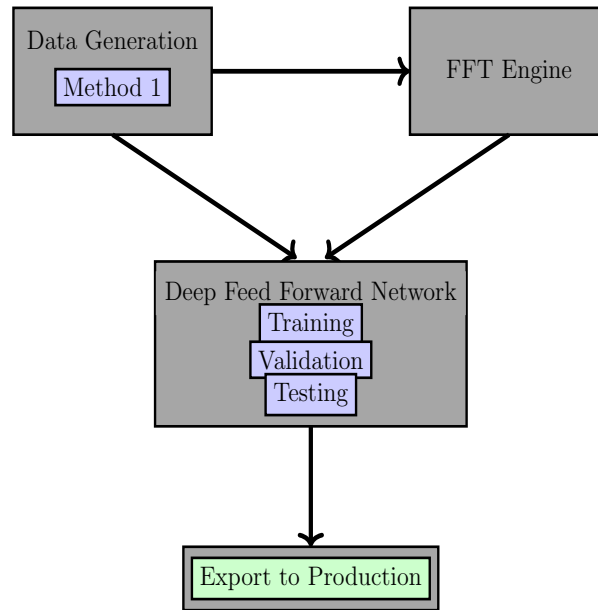 Data Generation
Method 1
FFT Engine
Deep Feed Forward Network
Training
Validation
Testing
Export to Production